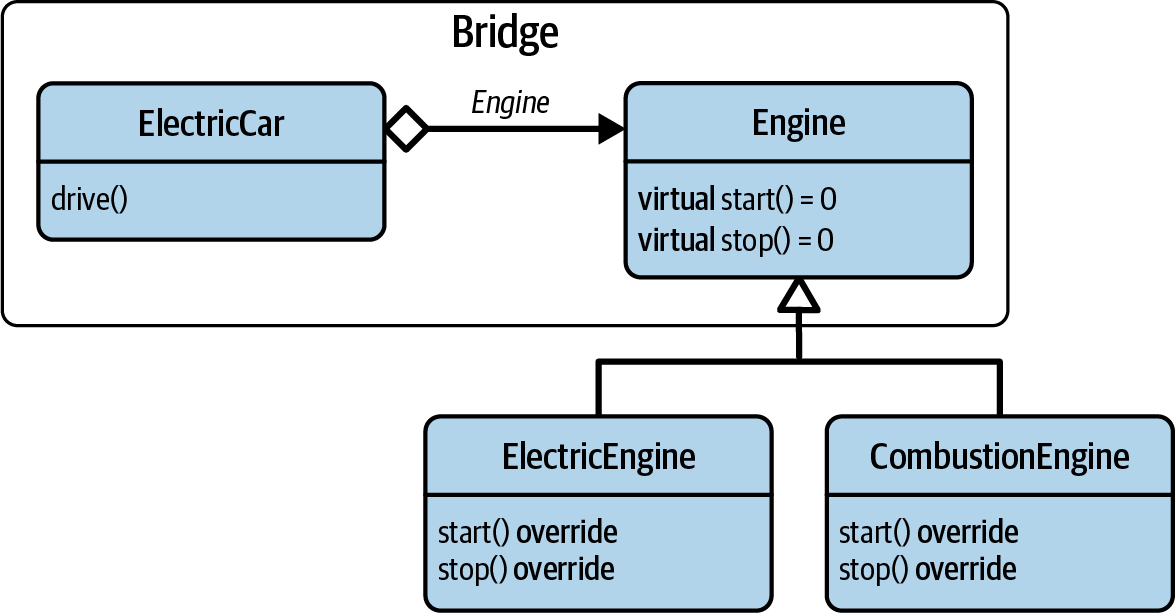 Bridge
ElectricCar
drive()
Engine
Engine
virtual start() = 0
virtual stop() = 0
ElectricEngine
start() override
stop() override
CombustionEngine
start() override
stop() override